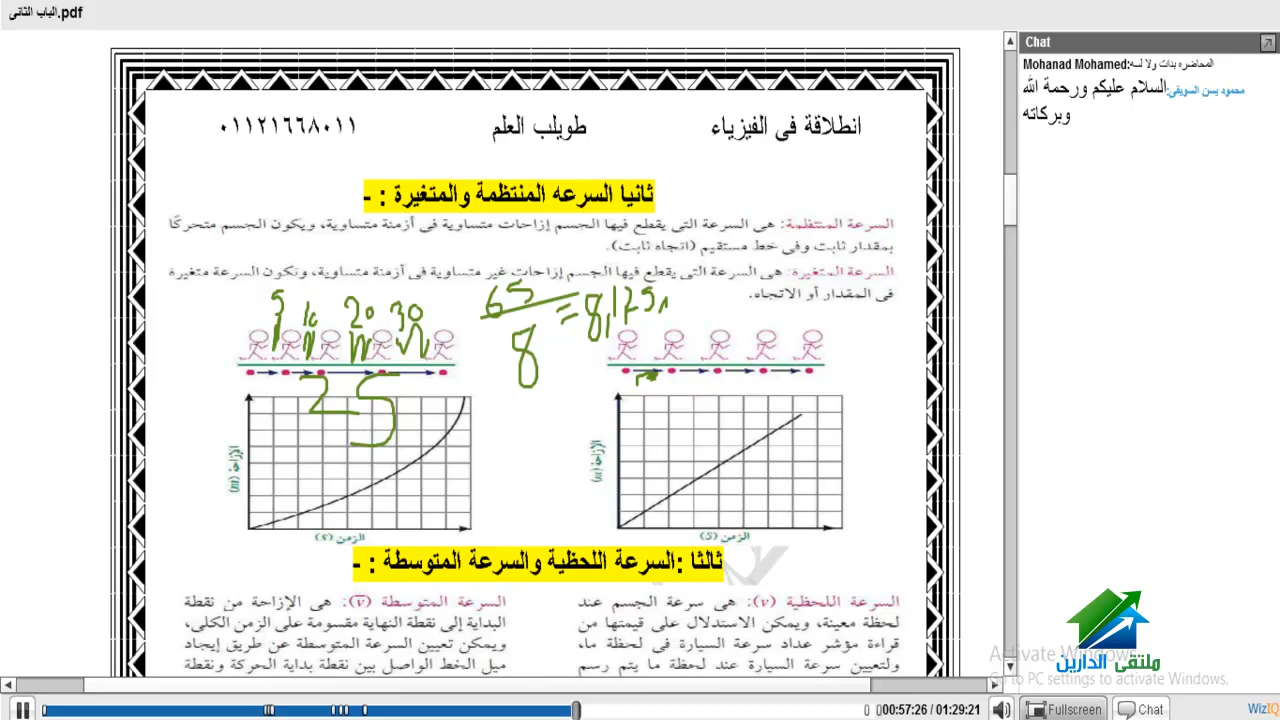 الباب الثانى.pdf
Chat
Mohanad Mohamed: المحاضره بدات ولا لسه
محمود يسن السويفى: السلام عليكم ورحمة الله
وبركاته
انطلاقة فى الفيزياء طويلب العلم ٠١١٢١٦٦٨٠١١
ثانيا السرعه المنتظمة والمتغيرة : -
السرعة المنتظمة: هى السرعة التى يقطع فيها الجسم إزاحات متساوية فى أزمنة متساوية، ويكون الجسم متحركًا
بمقدار ثابت وفى خط مستقيم (اتجاه ثابت).
السرعة المتغيرة: هى السرعة التى يقطع فيها الجسم إزاحات غير متساوية فى أزمنة متساوية، وتكون السرعة متغيرة
فى المقدار أو الاتجاه.
5 10 20 30
65
8
= 8,125
25
الإزاحة (m)
الزمن (s)
الإزاحة (m)
الزمن (S)
ثالثا :السرعة اللحظية والسرعة المتوسطة : -
السرعة اللحظية (v): هى سرعة الجسم عند
لحظة معينة، ويمكن الاستدلال على قيمتها من
قراءة مؤشر عداد سرعة السيارة فى لحظة ما،
ولتعيين سرعة السيارة عند لحظة ما يتم رسم
السرعة المتوسطة (v̅): هى الإزاحة من نقطة
البداية إلى نقطة النهاية مقسومة على الزمن الكلى،
ويمكن تعيين السرعة المتوسطة عن طريق إيجاد
ميل الخط الواصل بين نقطة بداية الحركة ونقطة
ملتقى الدارين
Activate Windows
Go to PC settings to activate Windows.
00:57:26 / 01:29:21
Fullscreen
Chat
WizIQ